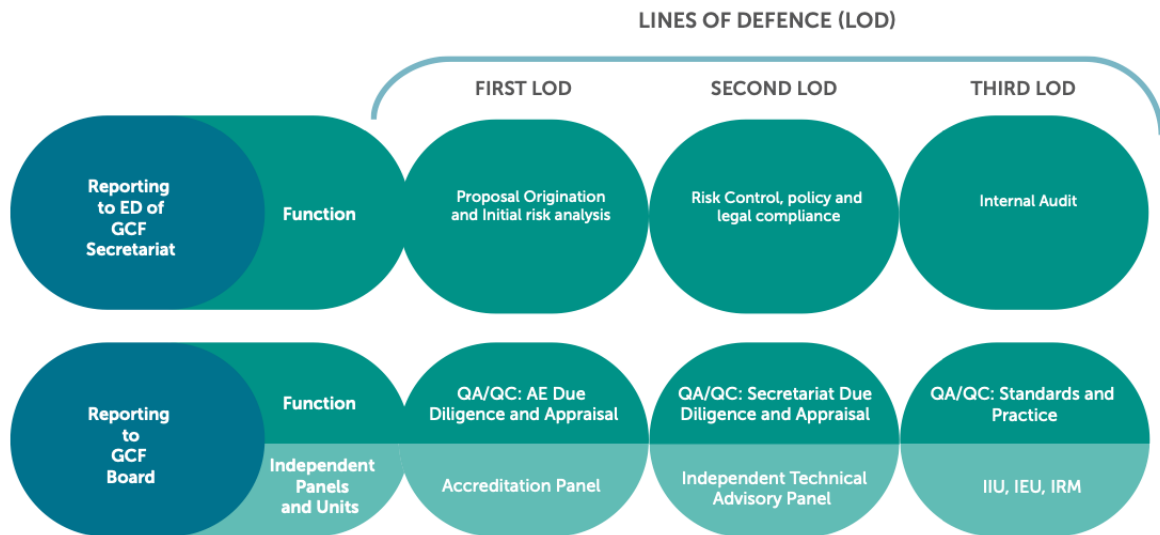 LINES OF DEFENCE (LOD)
FIRST LOD
SECOND LOD
THIRD LOD
Reporting
to ED of
GCF
Secretariat
Function
Proposal Origination
and Initial risk analysis
Risk Control, policy and
legal compliance
Internal Audit
Reporting
to
GCF
Board
Function
QA/QC: AE Due
Diligence and Appraisal
QA/QC: Secretariat Due
Diligence and Appraisal
QA/QC: Standards and
Practice
Independent
Panels
and Units
Accreditation Panel
Independent Technical
Advisory Panel
IIU, IEU, IRM